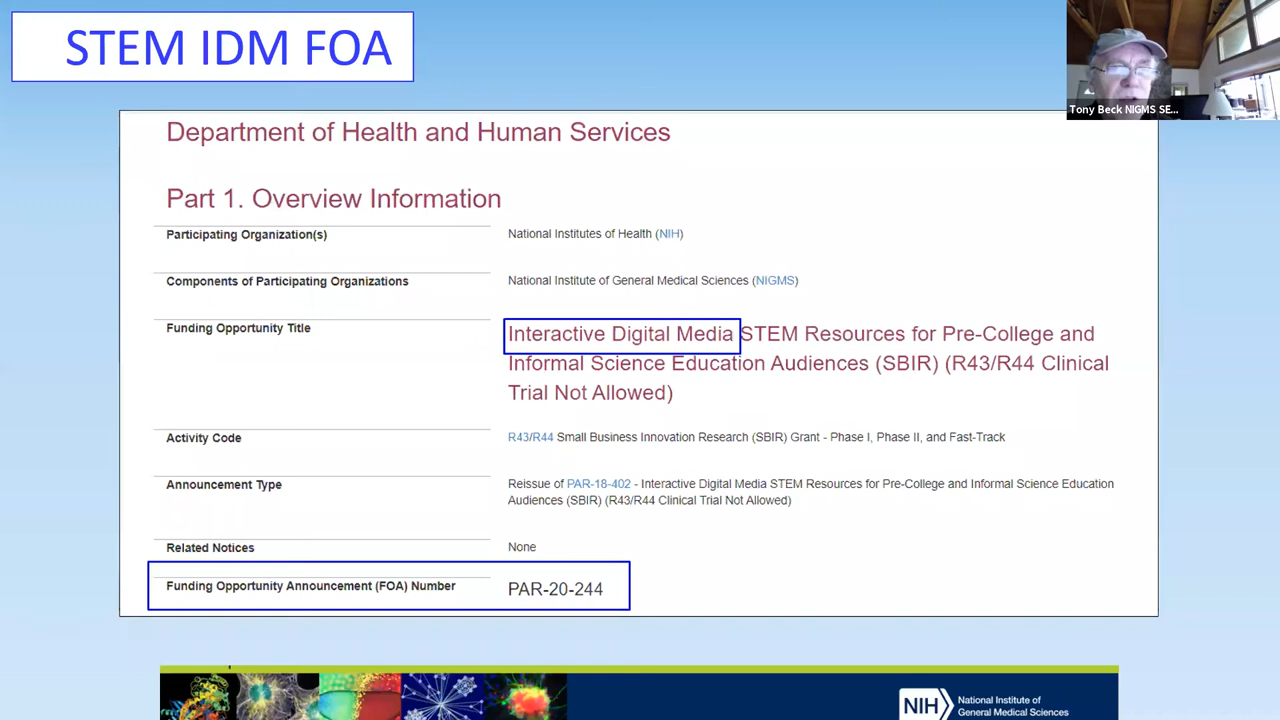 STEM IDM FOA
Tony Beck NIGMS SE...
Department of Health and Human Services
Part 1. Overview Information
Participating Organization(s)
National Institutes of Health (NIH)
Components of Participating Organizations
National Institute of General Medical Sciences (NIGMS)
Funding Opportunity Title
Interactive Digital Media STEM Resources for Pre-College and
Informal Science Education Audiences (SBIR) (R43/R44 Clinical
Trial Not Allowed)
Activity Code
R43/R44 Small Business Innovation Research (SBIR) Grant - Phase I, Phase II, and Fast-Track
Announcement Type
Reissue of PAR-18-402 - Interactive Digital Media STEM Resources for Pre-College and Informal Science Education
Audiences (SBIR) (R43/R44 Clinical Trial Not Allowed)
Related Notices
None
Funding Opportunity Announcement (FOA) Number
PAR-20-244
NIH
National Institute of
General Medical Sciences